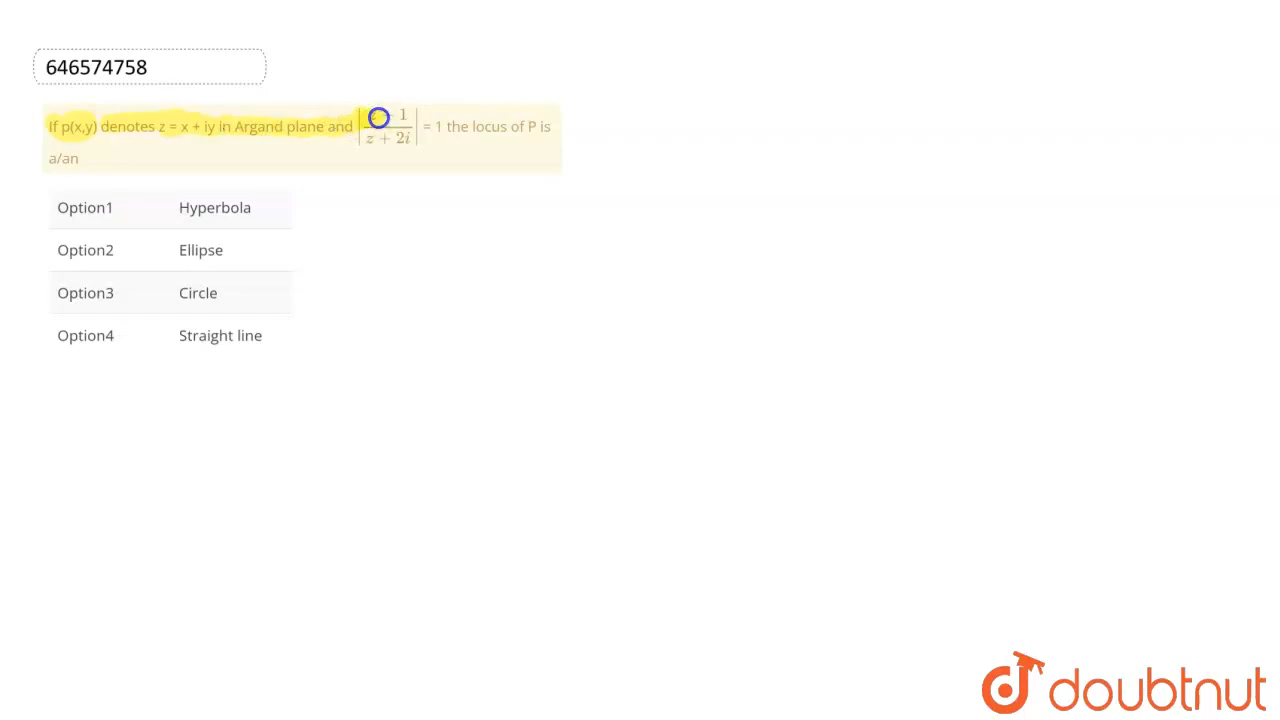 646574758
If p(x,y) denotes z = x + iy in Argand plane and | 1 / z + 2i | = 1 the locus of P is
a/an
Option1 Hyperbola
Option2 Ellipse
Option3 Circle
Option4 Straight line
doubtnut